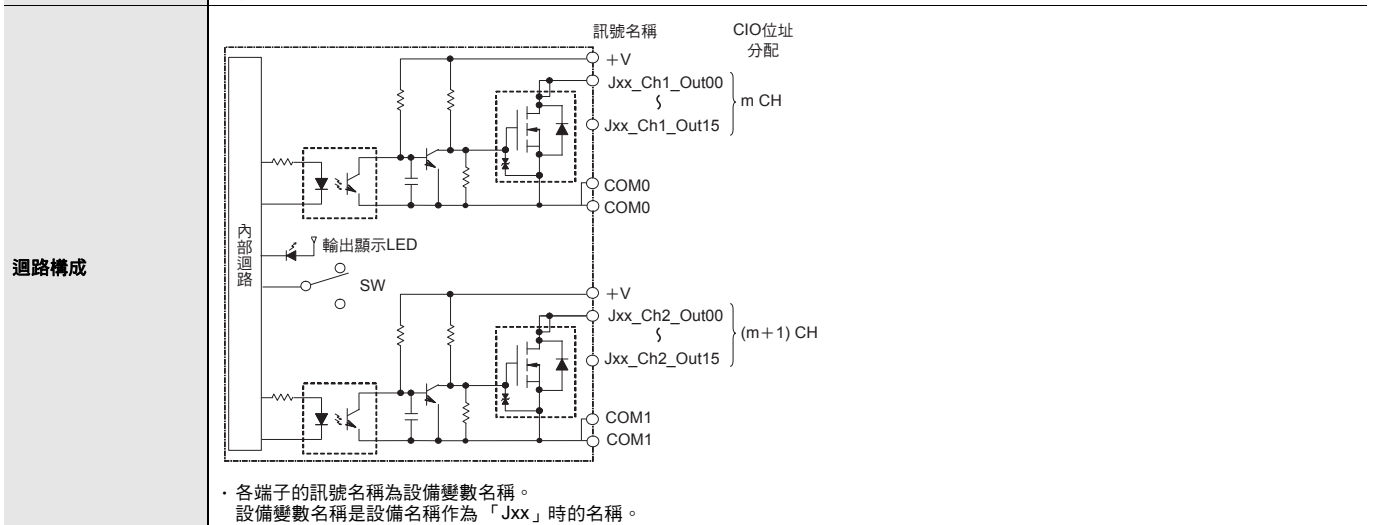 迴路構成
訊號名稱
CIO位址
分配
+V
Jxx_Ch1_Out00
Jxx_Ch1_Out15
m CH
COM0
COM0
內部迴路
輸出顯示LED
SW
+V
Jxx_Ch2_Out00
Jxx_Ch2_Out15
(m+1) CH
COM1
COM1
・各端子的訊號名稱為設備變數名稱。
設備變數名稱是設備名稱作為「Jxx」時的名稱。